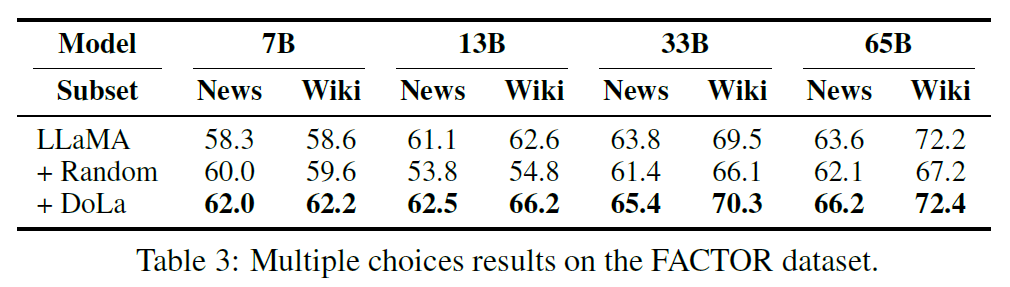 Model 7B 13B 33B 65B
Subset News Wiki News Wiki News Wiki News Wiki
LLaMA 58.3 58.6 61.1 62.6 63.8 69.5 63.6 72.2
+ Random 60.0 59.6 53.8 54.8 61.4 66.1 62.1 67.2
+ DoLa 62.0 62.2 62.5 66.2 65.4 70.3 66.2 72.4
Table 3: Multiple choices results on the FACTOR dataset.